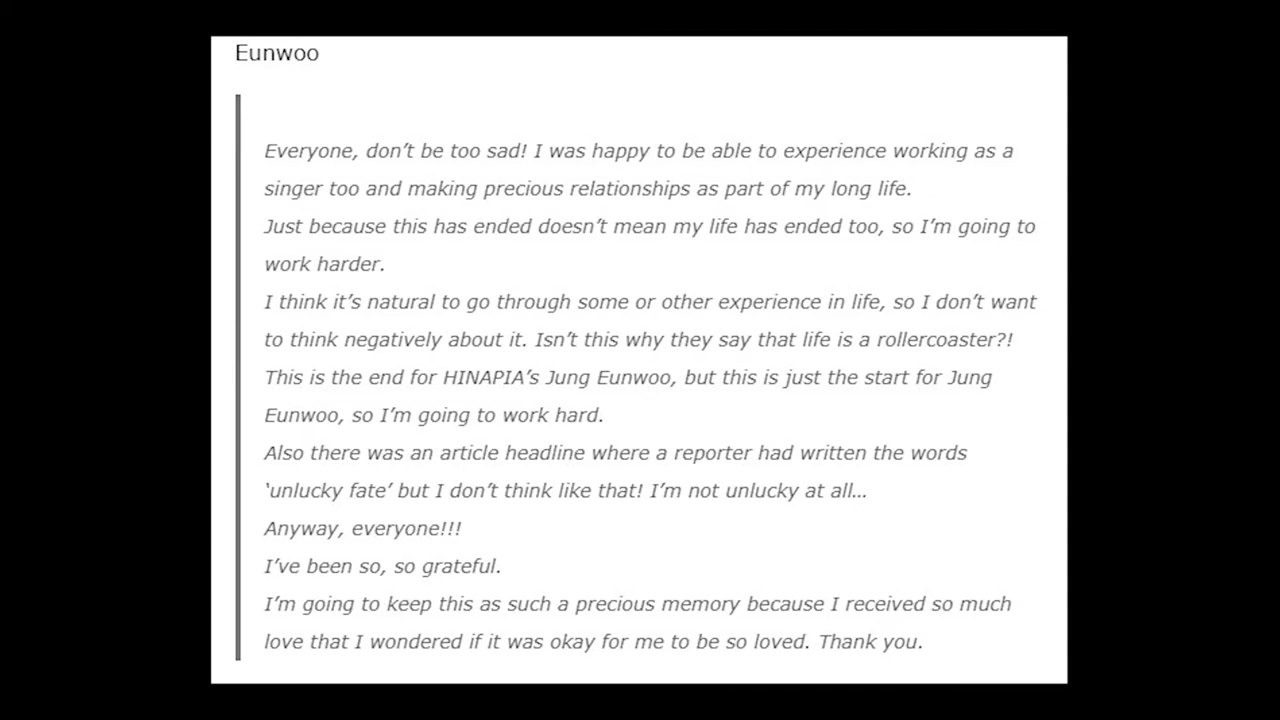 Eunwoo
Everyone, don’t be too sad! I was happy to be able to experience working as a
singer too and making precious relationships as part of my long life.
Just because this has ended doesn’t mean my life has ended too, so I’m going to
work harder.
I think it’s natural to go through some or other experience in life, so I don’t want
to think negatively about it. Isn’t this why they say that life is a rollercoaster?!
This is the end for HINAPIA’s Jung Eunwoo, but this is just the start for Jung
Eunwoo, so I’m going to work hard.
Also there was an article headline where a reporter had written the words
‘unlucky fate’ but I don’t think like that! I’m not unlucky at all…
Anyway, everyone!!!
I’ve been so, so grateful.
I’m going to keep this as such a precious memory because I received so much
love that I wondered if it was okay for me to be so loved. Thank you.